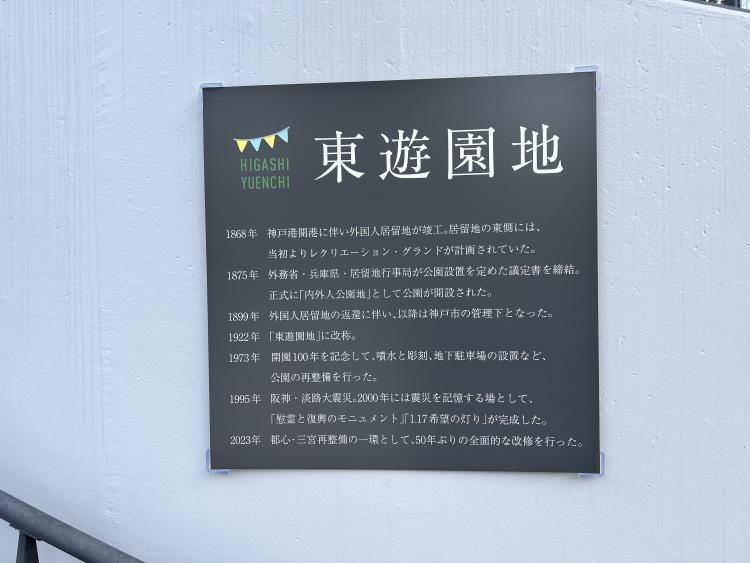 HIGASHI
YUENCHI
東遊園地
1868年 神戸港開港に伴い外国人居留地が竣工。居留地の東側には、
当初よりレクリエーション・グランドが計画されていた。
1875年 外務省・兵庫県・居留地行事局が公園設置を定めた議定書を締結。
正式に「内外人公園地」として公園が開設された。
1899年 外国人居留地の返還に伴い、以降は神戸市の管理下となった。
1922年 「東遊園地」に改称。
1973年 開園100年を記念して、噴水と彫刻、地下駐車場の設置など、
公園の再整備を行った。
1995年 阪神・淡路大震災。2000年には震災を記憶する場として、
「慰霊と復興のモニュメント」「1.17希望の灯り」が完成した。
2023年 都心・三宮再整備の一環として、50年ぶりの全面的な改修を行った。